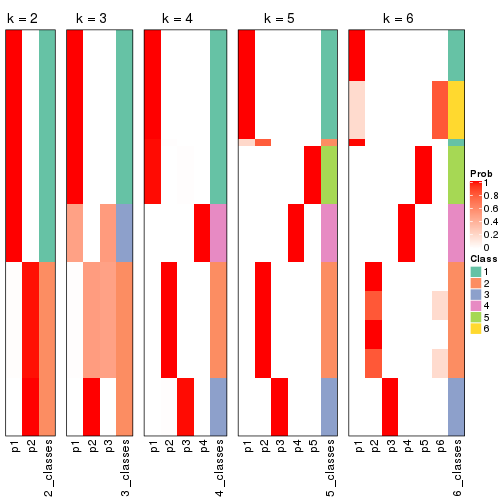 k = 2
k = 3
k = 4
k = 5
k = 6
p1
p2
2_classes
p1
p2
p3
3_classes
p1
p2
p3
p4
4_classes
p1
p2
p3
p4
p5
5_classes
p1
p2
p3
p4
p5
p6
6_classes
Prob
1
0.8
0.6
0.4
0.2
0
Class
1
2
3
4
5
6